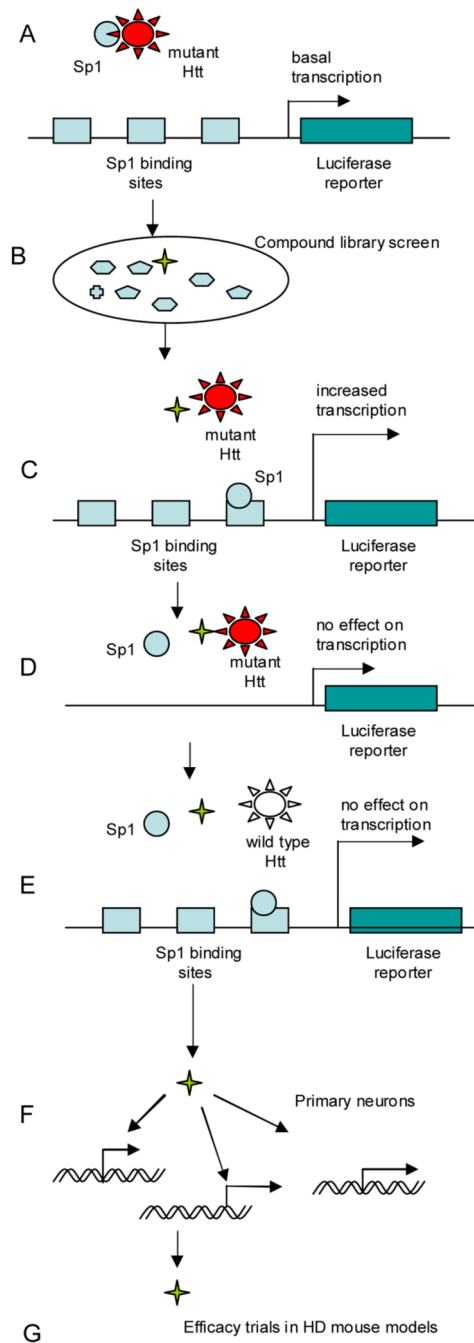 A
Sp1
mutant
Htt
basal
transcription
Sp1 binding
sites
Luciferase
reporter
B
Compound library screen
mutant
Htt
increased
transcription
C
Sp1
Sp1 binding
sites
Luciferase
reporter
Sp1
mutant
Htt
no effect on
transcription
D
Luciferase
reporter
Sp1
wild type
Htt
no effect on
transcription
E
Sp1 binding
sites
Luciferase
reporter
Primary neurons
F
Efficacy trials in HD mouse models
G